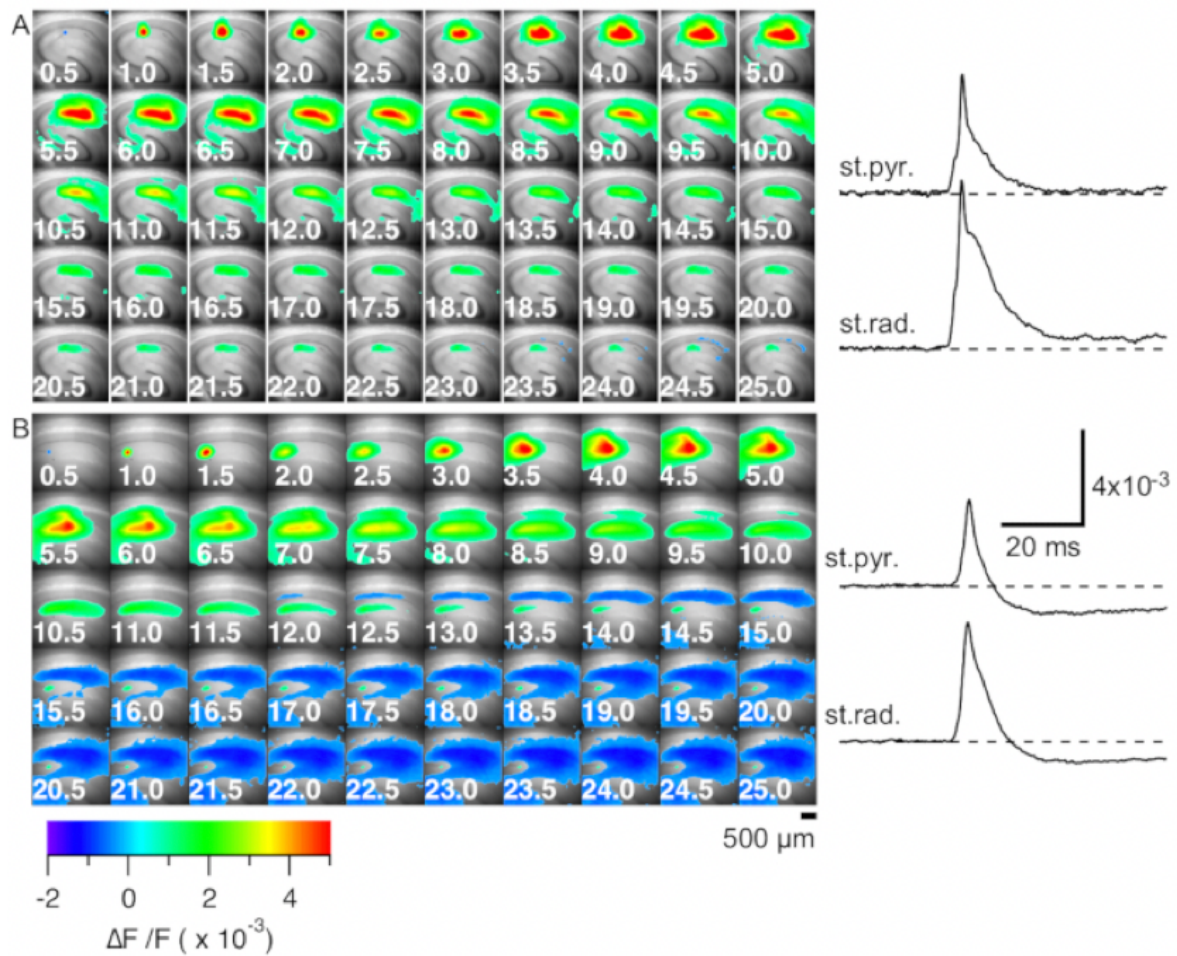 A
0.5 1.0 1.5 2.0 2.5 3.0 3.5 4.0 4.5 5.0
5.5 6.0 6.5 7.0 7.5 8.0 8.5 9.0 9.5 10.0
10.5 11.0 11.5 12.0 12.5 13.0 13.5 14.0 14.5 15.0
15.5 16.0 16.5 17.0 17.5 18.0 18.5 19.0 19.5 20.0
20.5 21.0 21.5 22.0 22.5 23.0 23.5 24.0 24.5 25.0
st.pyr.
st.rad.
B
0.5 1.0 1.5 2.0 2.5 3.0 3.5 4.0 4.5 5.0
5.5 6.0 6.5 7.0 7.5 8.0 8.5 9.0 9.5 10.0
10.5 11.0 11.5 12.0 12.5 13.0 13.5 14.0 14.5 15.0
15.5 16.0 16.5 17.0 17.5 18.0 18.5 19.0 19.5 20.0
20.5 21.0 21.5 22.0 22.5 23.0 23.5 24.0 24.5 25.0
4x10⁻³
20 ms
st.pyr.
st.rad.
500 µm
-2 0 2 4
ΔF /F ( x 10⁻³)